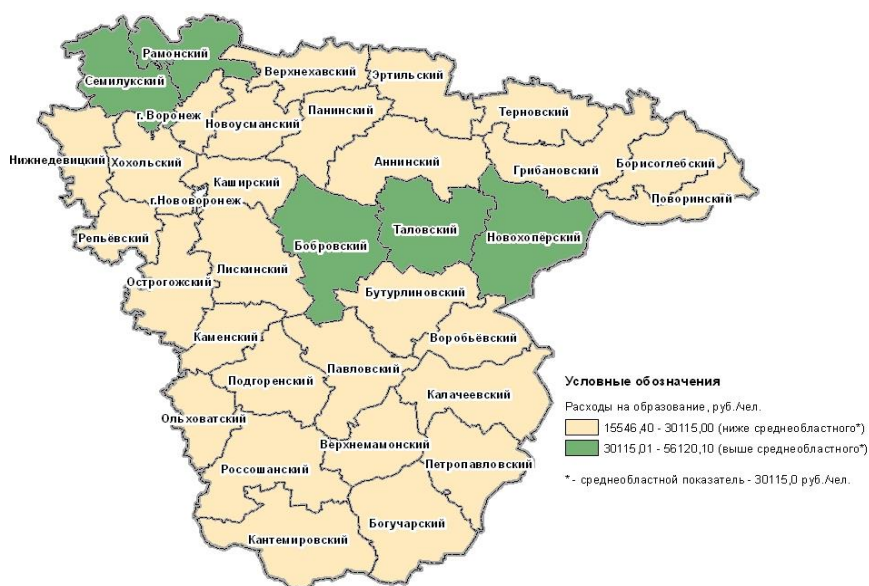 Рамонский
Верхнехавский
Эртильский
Семилукский
г. Воронеж
Новоусманский
Панинский
Терновский
Нижнедевицкий
Хохольский
Аннинский
Грибановский
Борисоглебский
Каширский
Поворинский
г.Нововоронеж
Репьёвский
Бобровский
Таловский
Новохопёрский
Острогожский
Лискинский
Бутурлиновский
Каменский
Воробьёвский
Подгоренский
Павловский
Калачеевский
Ольховатский
Верхнемамонский
Россошанский
Петропавловский
Богучарский
Кантемировский
Условные обозначения
Расходы на образование, руб./чел.
15546,40 - 30115,00 (ниже среднеобластного*)
30115,01 - 56120,10 (выше среднеобластного*)
* - среднеобластной показатель - 30115,0 руб./чел.